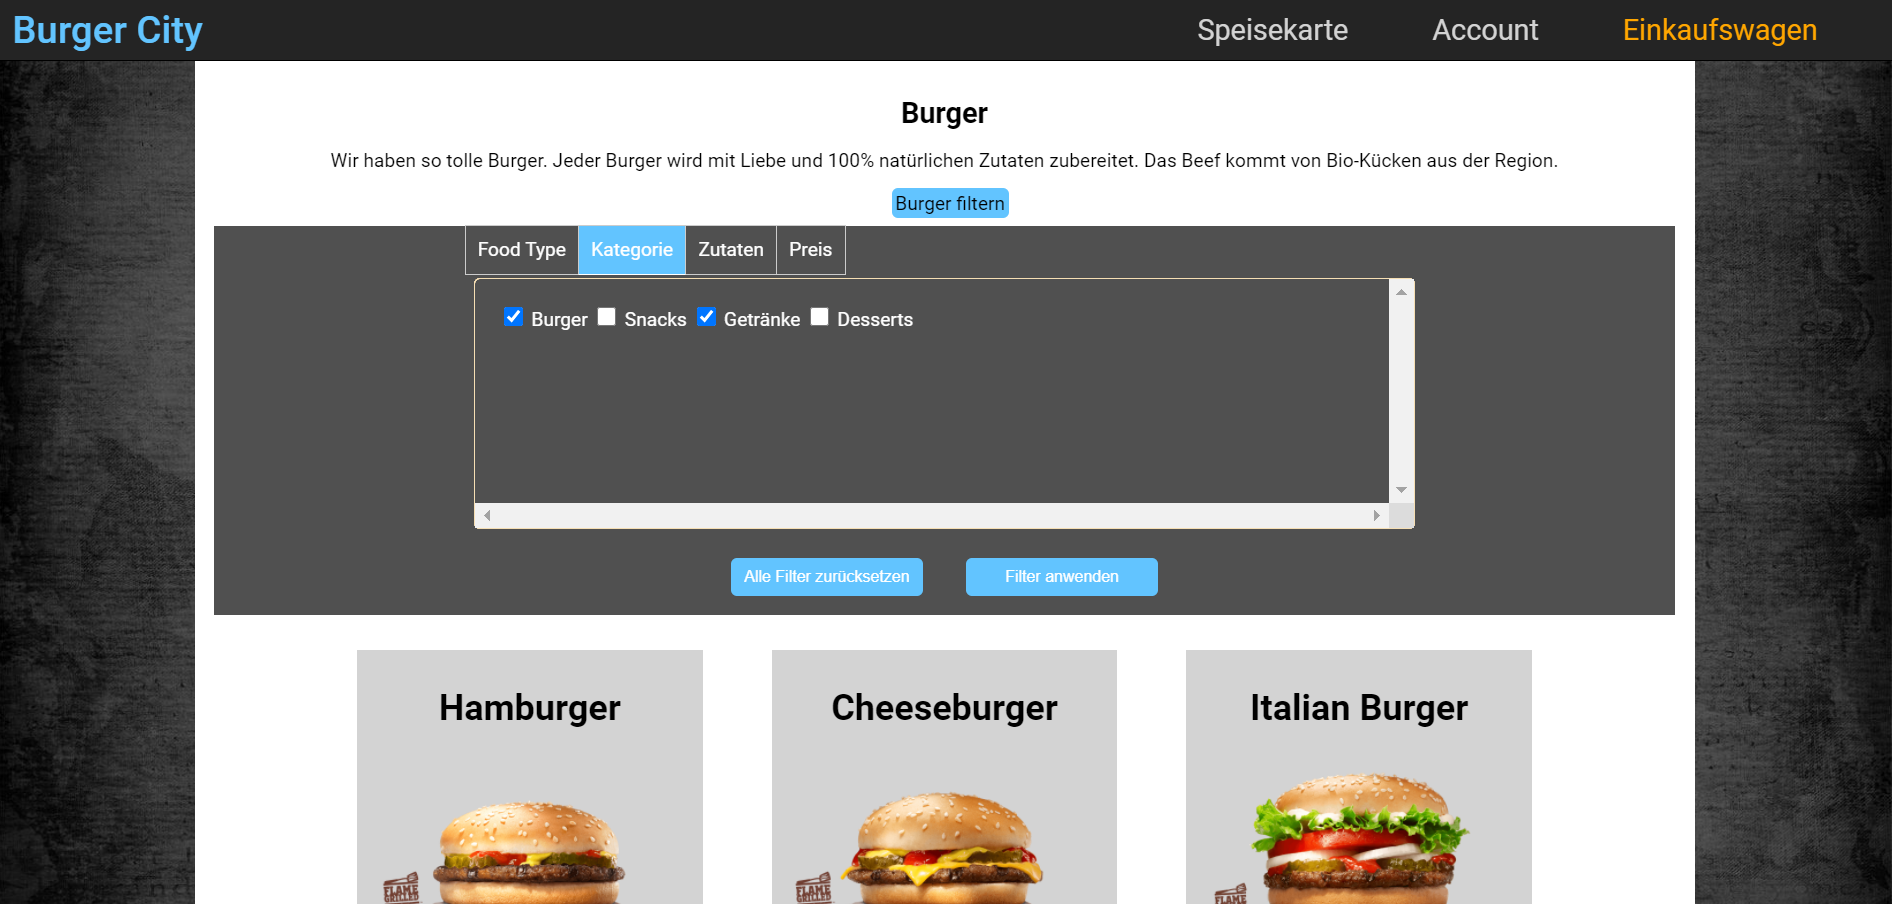 Burger City Speisekarte Account Einkaufswagen
Burger
Wir haben so tolle Burger. Jeder Burger wird mit Liebe und 100% natürlichen Zutaten zubereitet. Das Beef kommt von Bio-Kücken aus der Region.
Burger filtern
Food Type Kategorie Zutaten Preis
Burger Snacks Getränke Desserts
Alle Filter zurücksetzen Filter anwenden
Hamburger Cheeseburger Italian Burger
FLAME FLAME FLAME
GRILLED GRILLED